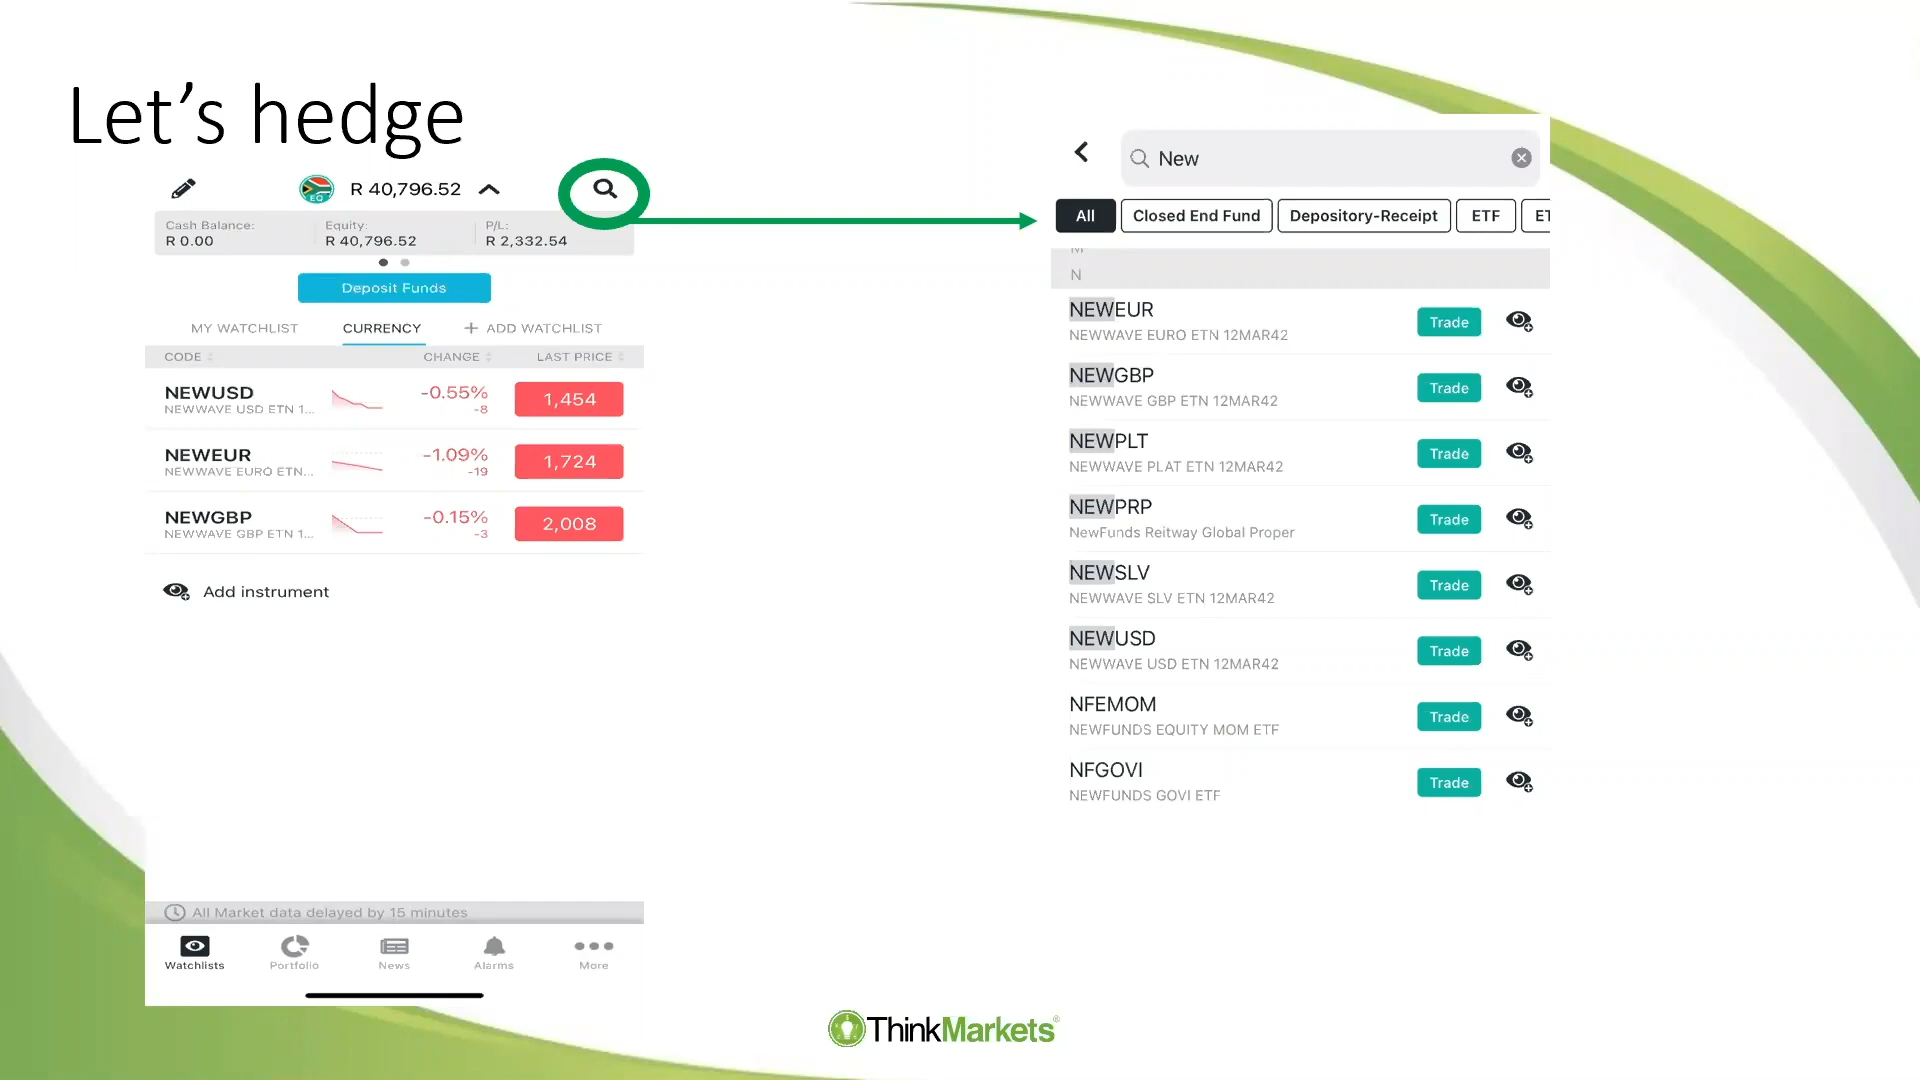 Let's hedge
EQ
R 40,796.52
Cash Balance:
R 0.00
Equity:
R 40,796.52
P/L:
R 2,332.54
Deposit Funds
MY WATCHLIST
CURRENCY
ADD WATCHLIST
CODE
CHANGE
LAST PRICE
NEWUSD
NEWWAVE USD ETN 1...
-0.55%
-8
1,454
NEWEUR
NEWWAVE EURO ETN...
-1.09%
-19
1,724
NEWGBP
NEWWAVE GBP ETN 1...
-0.15%
-3
2,008
Add instrument
All Market data delayed by 15 minutes
Watchlists
Portfolio
News
Alarms
More
New
All
Closed End Fund
Depository-Receipt
ETF
ET
N
NEWEUR
NEWWAVE EURO ETN 12MAR42
Trade
NEWGBP
NEWWAVE GBP ETN 12MAR42
Trade
NEWPLT
NEWWAVE PLAT ETN 12MAR42
Trade
NEWPRP
NewFunds Reitway Global Proper
Trade
NEWSLV
NEWWAVE SLV ETN 12MAR42
Trade
NEWUSD
NEWWAVE USD ETN 12MAR42
Trade
NFEMOM
NEWFUNDS EQUITY MOM ETF
Trade
NFGOVI
NEWFUNDS GOVI ETF
Trade
ThinkMarkets®